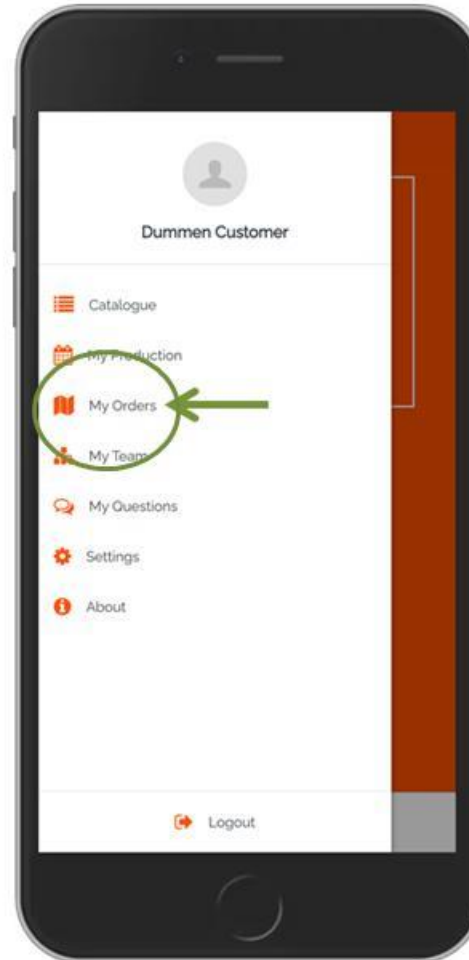 Dummen Customer
Catalogue
My Production
My Orders
My Team
My Questions
Settings
About
Logout